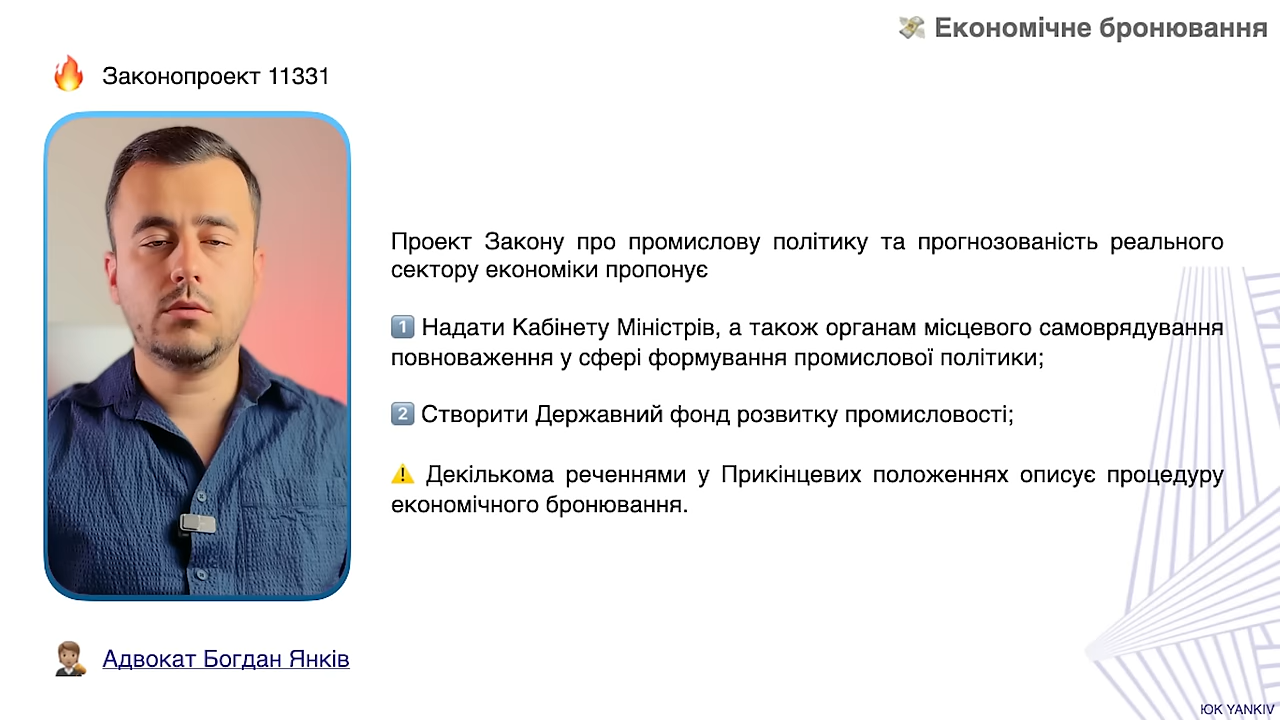 💸 Економічне бронювання
🔥 Законопроект 11331
Проект Закону про промислову політику та прогнозованість реального
сектору економіки пропонує
1️⃣ Надати Кабінету Міністрів, а також органам місцевого самоврядування
повноваження у сфері формування промислової політики;
2️⃣ Створити Державний фонд розвитку промисловості;
⚠️ Декількома реченнями у Прикінцевих положеннях описує процедуру
економічного бронювання.
Адвокат Богдан Янків
ЮК YANKIV